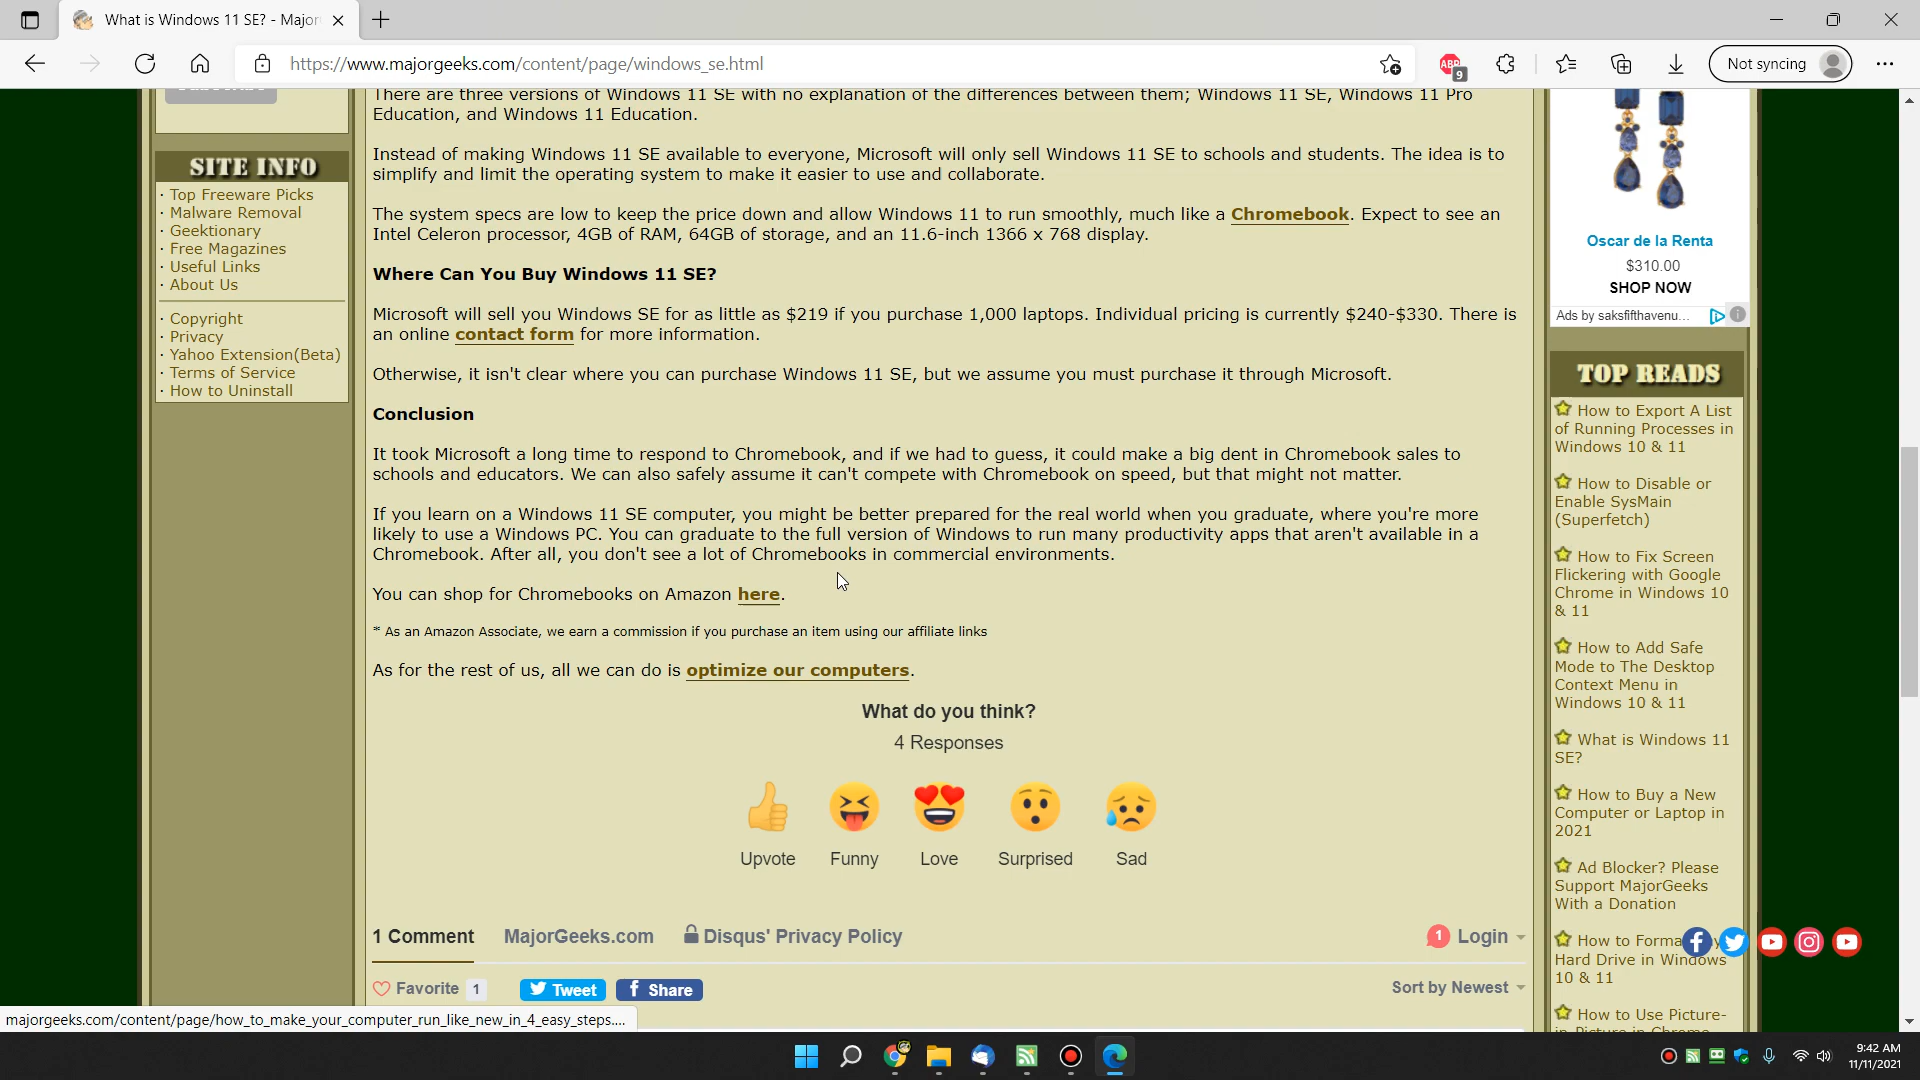 What is Windows 11 SE? - Major
https://www.majorgeeks.com/content/page/windows_se.html
ABP
9
Not syncing
SITE INFO
· Top Freeware Picks
· Malware Removal
· Geektionary
· Free Magazines
· Useful Links
· About Us
· Copyright
· Privacy
· Yahoo Extension(Beta)
· Terms of Service
· How to Uninstall
There are three versions of Windows 11 SE with no explanation of the differences between them; Windows 11 SE, Windows 11 Pro
Education, and Windows 11 Education.
Instead of making Windows 11 SE available to everyone, Microsoft will only sell Windows 11 SE to schools and students. The idea is to
simplify and limit the operating system to make it easier to use and collaborate.
The system specs are low to keep the price down and allow Windows 11 to run smoothly, much like a Chromebook. Expect to see an
Intel Celeron processor, 4GB of RAM, 64GB of storage, and an 11.6-inch 1366 x 768 display.
Where Can You Buy Windows 11 SE?
Microsoft will sell you Windows SE for as little as $219 if you purchase 1,000 laptops. Individual pricing is currently $240-$330. There is
an online contact form for more information.
Otherwise, it isn't clear where you can purchase Windows 11 SE, but we assume you must purchase it through Microsoft.
Conclusion
It took Microsoft a long time to respond to Chromebook, and if we had to guess, it could make a big dent in Chromebook sales to
schools and educators. We can also safely assume it can't compete with Chromebook on speed, but that might not matter.
If you learn on a Windows 11 SE computer, you might be better prepared for the real world when you graduate, where you're more
likely to use a Windows PC. You can graduate to the full version of Windows to run many productivity apps that aren't available in a
Chromebook. After all, you don't see a lot of Chromebooks in commercial environments.
You can shop for Chromebooks on Amazon here.
* As an Amazon Associate, we earn a commission if you purchase an item using our affiliate links
As for the rest of us, all we can do is optimize our computers.
What do you think?
4 Responses
Upvote
Funny
Love
Surprised
Sad
1 Comment
MajorGeeks.com
Disqus' Privacy Policy
1
Login
Favorite
1
Tweet
f Share
Sort by Newest
Oscar de la Renta
$310.00
SHOP NOW
Ads by saksfifthavenu...
TOP READS
How to Export A List
of Running Processes in
Windows 10 & 11
How to Disable or
Enable SysMain
(Superfetch)
How to Fix Screen
Flickering with Google
Chrome in Windows 10
& 11
How to Add Safe
Mode to The Desktop
Context Menu in
Windows 10 & 11
What is Windows 11
SE?
How to Buy a New
Computer or Laptop in
2021
Ad Blocker? Please
Support MajorGeeks
With a Donation
How to Forma
Hard Drive in Windows
10 & 11
How to Use Picture-
in-Picture in Chrome
majorgeeks.com/content/page/how_to_make_your_computer_run_like_new_in_4_easy_steps....
9:42 AM
11/11/2021